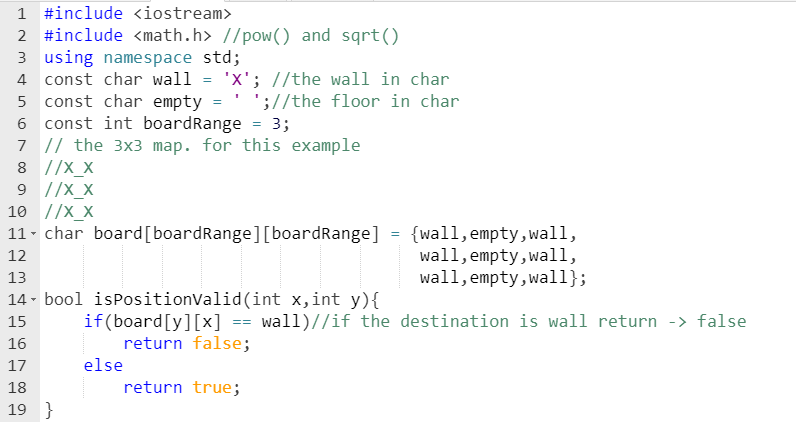 1 #include <iostream>
2 #include <math.h> //pow() and sqrt()
3 using namespace std;
4 const char wall = 'X'; //the wall in char
5 const char empty = ' ';//the floor in char
6 const int boardRange = 3;
7 // the 3x3 map. for this example
8 //X_X
9 //X_X
10 //X_X
11 char board[boardRange][boardRange] = {wall,empty,wall,
12 wall,empty,wall,
13 wall,empty,wall};
14 bool isPositionValid(int x,int y){
15 if(board[y][x] == wall)//if the destination is wall return -> false
16 return false;
17 else
18 return true;
19 }